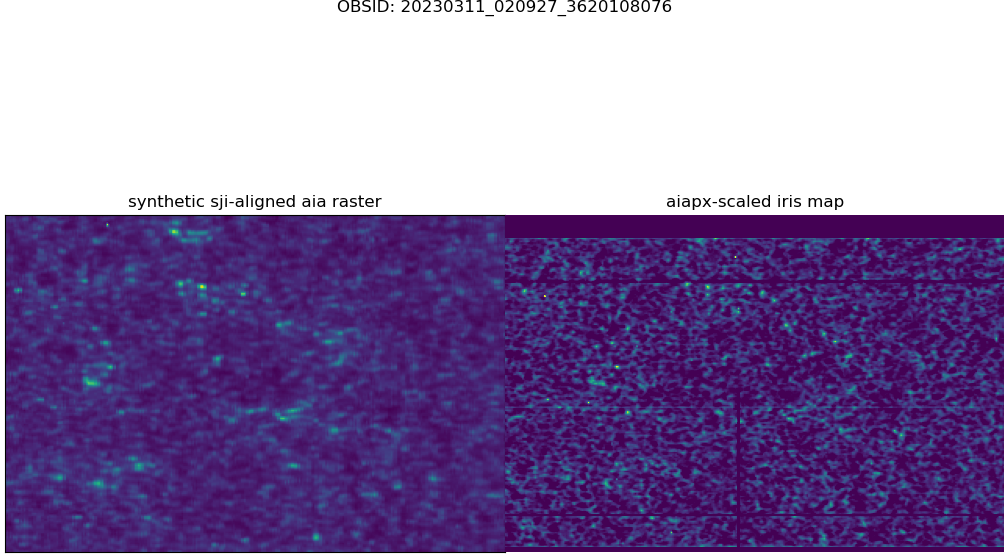 OBSID: 20230311_020927_3620108076
synthetic sji-aligned aia raster
aiapx-scaled iris map